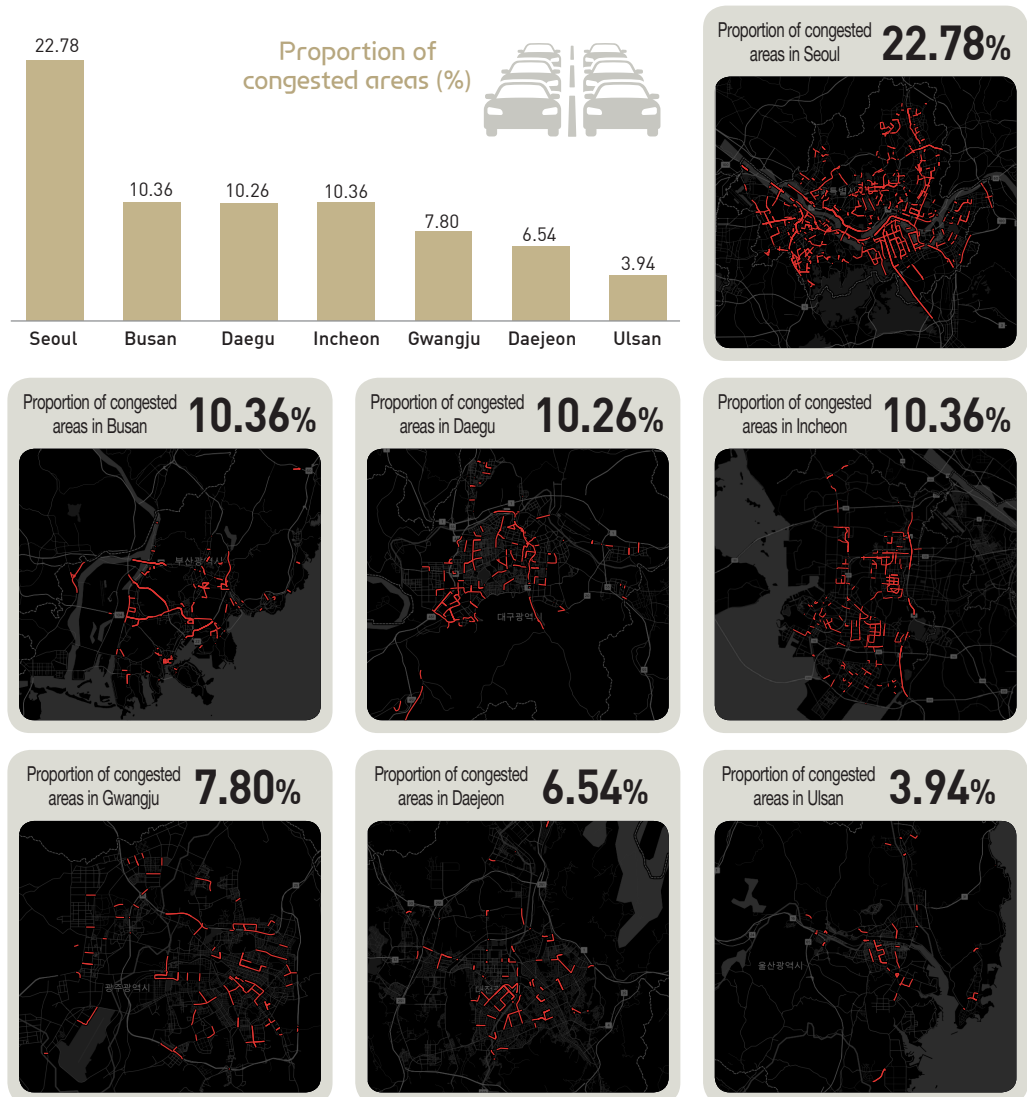 Proportion of
congested areas (%)
22.78
10.36
10.26
10.36
7.80
6.54
3.94
Seoul
Busan
Daegu
Incheon
Gwangju
Daejeon
Ulsan
Proportion of congested
areas in Seoul
22.78%
특별
Proportion of congested
areas in Busan
10.36%
부산광역시
Proportion of congested
areas in Daegu
10.26%
대구광역시
Proportion of congested
areas in Incheon
10.36%
Proportion of congested
areas in Gwangju
7.80%
광주광역시
Proportion of congested
areas in Daejeon
6.54%
Proportion of congested
areas in Ulsan
3.94%
울산광역시